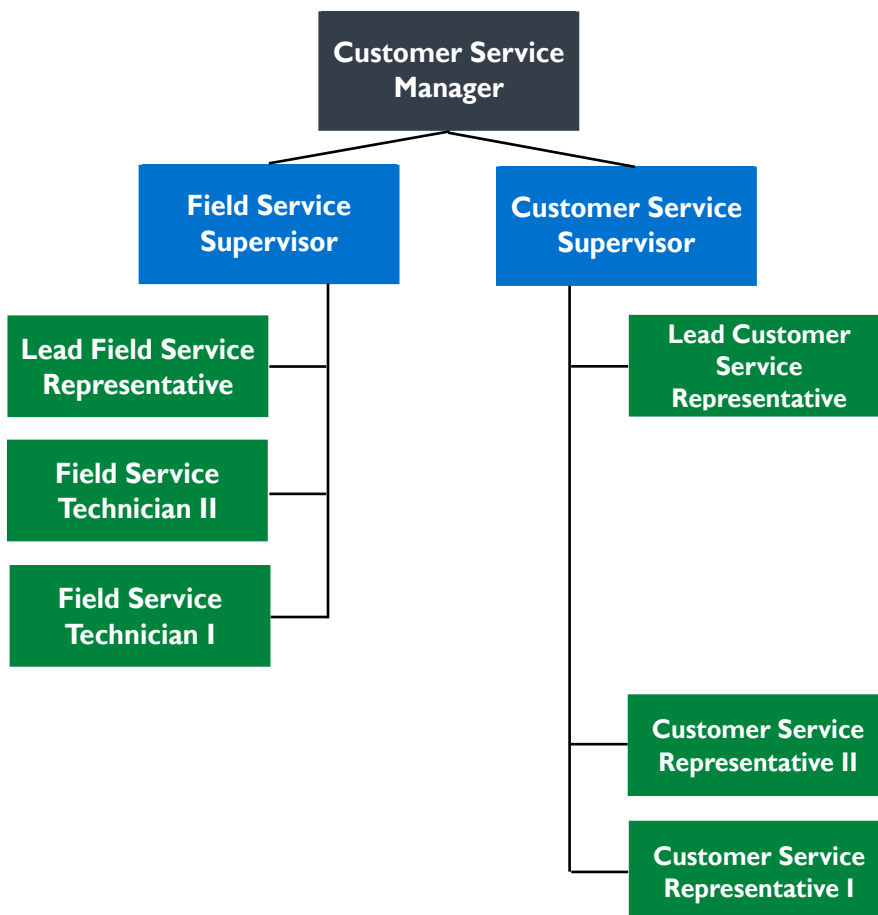 Customer Service
Manager
Field Service
Supervisor
Customer Service
Supervisor
Lead Field Service
Representative
Field Service
Technician II
Field Service
Technician I
Lead Customer
Service
Representative
Customer Service
Representative II
Customer Service
Representative I